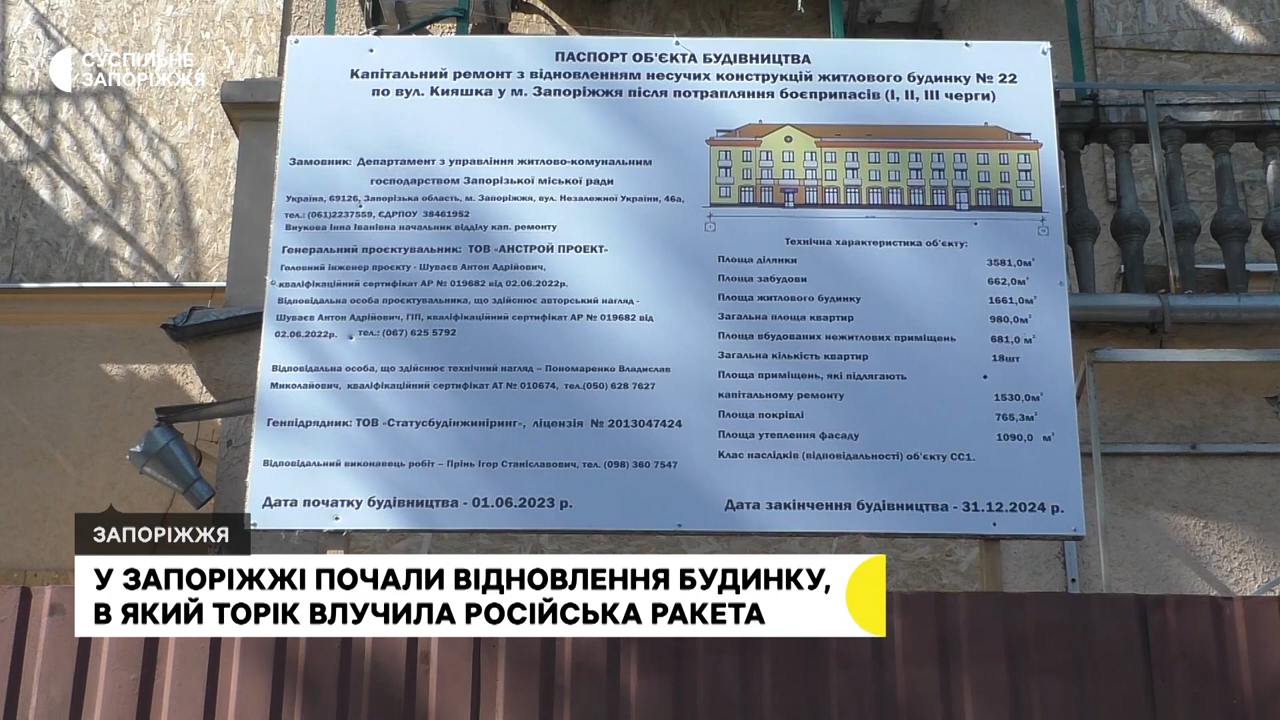 СУСПІЛЬНЕ
ЗАПОРІЖЖЯ
ПАСПОРТ ОБ'ЄКТА БУДІВНИЦТВА
Капітальний ремонт з відновленням несучих конструкцій житлового будинку № 22
по вул. Кияшка у м. Запоріжжя після потрапляння боєприпасів (I, II, III черги)
Замовник: Департамент з управління житлово-комунальним
господарством Запорізької міської ради
Україна, 69126, Запорізька область, м. Запоріжжя, вул. Незалежної України, 46а,
тел.: (061)2237559, ЄДРПОУ 38461952
Внукова Інна Іванівна начальник відділу кап. ремонту
Генеральний проєктувальник: ТОВ «АНСТРОЙ ПРОЕКТ»
Головний інженер проєкту - Шуваєв Антон Адрійович,
кваліфікаційний сертифікат АР № 019682 від 02.06.2022р.
Відповідальна особа проєктувальника, що здійснює авторський нагляд -
Шуваєв Антон Адрійович, ГІП, кваліфікаційний сертифікат АР № 019682 від
02.06.2022р. тел.: (067) 625 5792
Відповідальна особа, що здійснює технічний нагляд – Пономаренко Владислав
Миколайович, кваліфікаційний сертифікат АТ № 010674, тел.(050) 628 7627
Генпідрядник: ТОВ «Статусбудінжиніринг», ліцензія № 2013047424
Відповідальний виконавець робіт – Прінь Ігор Станіславович, тел. (098) 360 7547
Дата початку будівництва - 01.06.2023 р.
Технічна характеристика об'єкту:
Площа ділянки 3581,0м²
Площа забудови 662,0м²
Площа житлового будинку 1661,0м²
Загальна площа квартир 980,0м²
Площа вбудованих нежитлових приміщень 681,0 м²
Загальна кількість квартир 18шт
Площа приміщень, які підлягають
капітальному ремонту 1530,0м²
Площа покрівлі 765,3м²
Площа утеплення фасаду 1090,0 м²
Клас наслідків (відповідальності) об'єкту СС1.
Дата закінчення будівництва - 31.12.2024 р.
ЗАПОРІЖЖЯ
У ЗАПОРІЖЖІ ПОЧАЛИ ВІДНОВЛЕННЯ БУДИНКУ,
В ЯКИЙ ТОРІК ВЛУЧИЛА РОСІЙСЬКА РАКЕТА